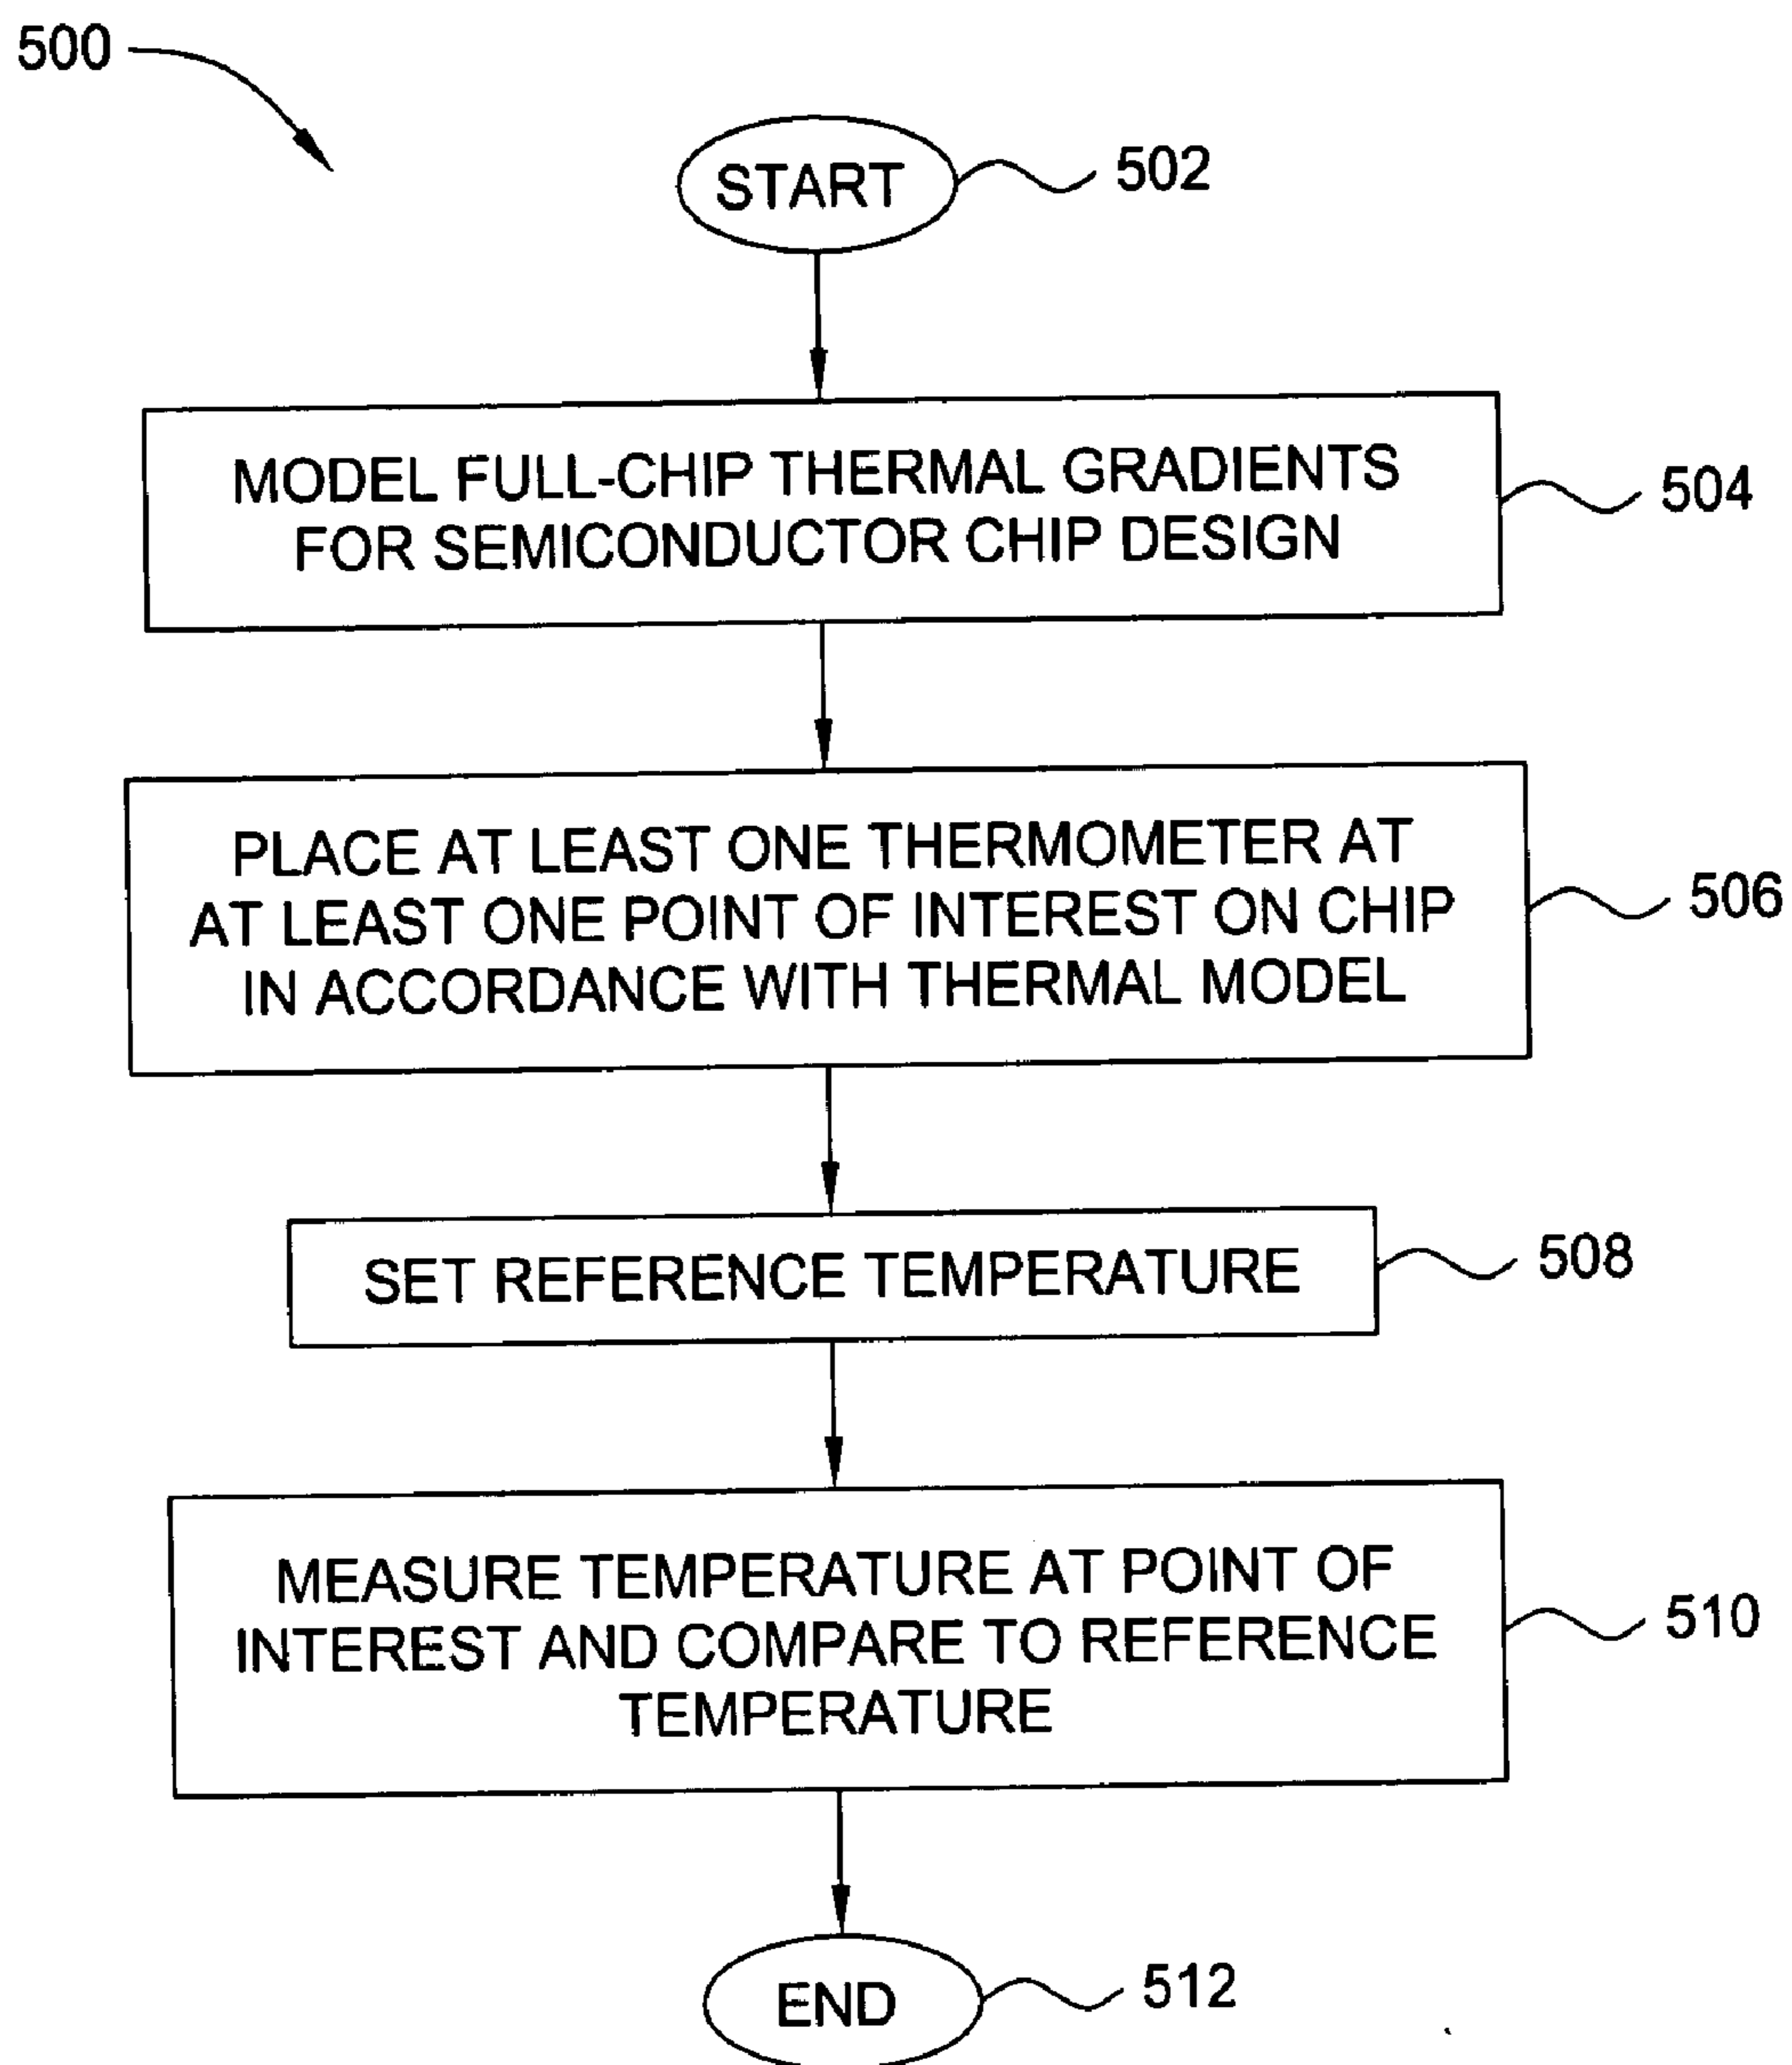 500
START
502
MODEL FULL-CHIP THERMAL GRADIENTS
FOR SEMICONDUCTOR CHIP DESIGN
504
PLACE AT LEAST ONE THERMOMETER AT
AT LEAST ONE POINT OF INTEREST ON CHIP
IN ACCORDANCE WITH THERMAL MODEL
506
SET REFERENCE TEMPERATURE
508
MEASURE TEMPERATURE AT POINT OF
INTEREST AND COMPARE TO REFERENCE
TEMPERATURE
510
END
512